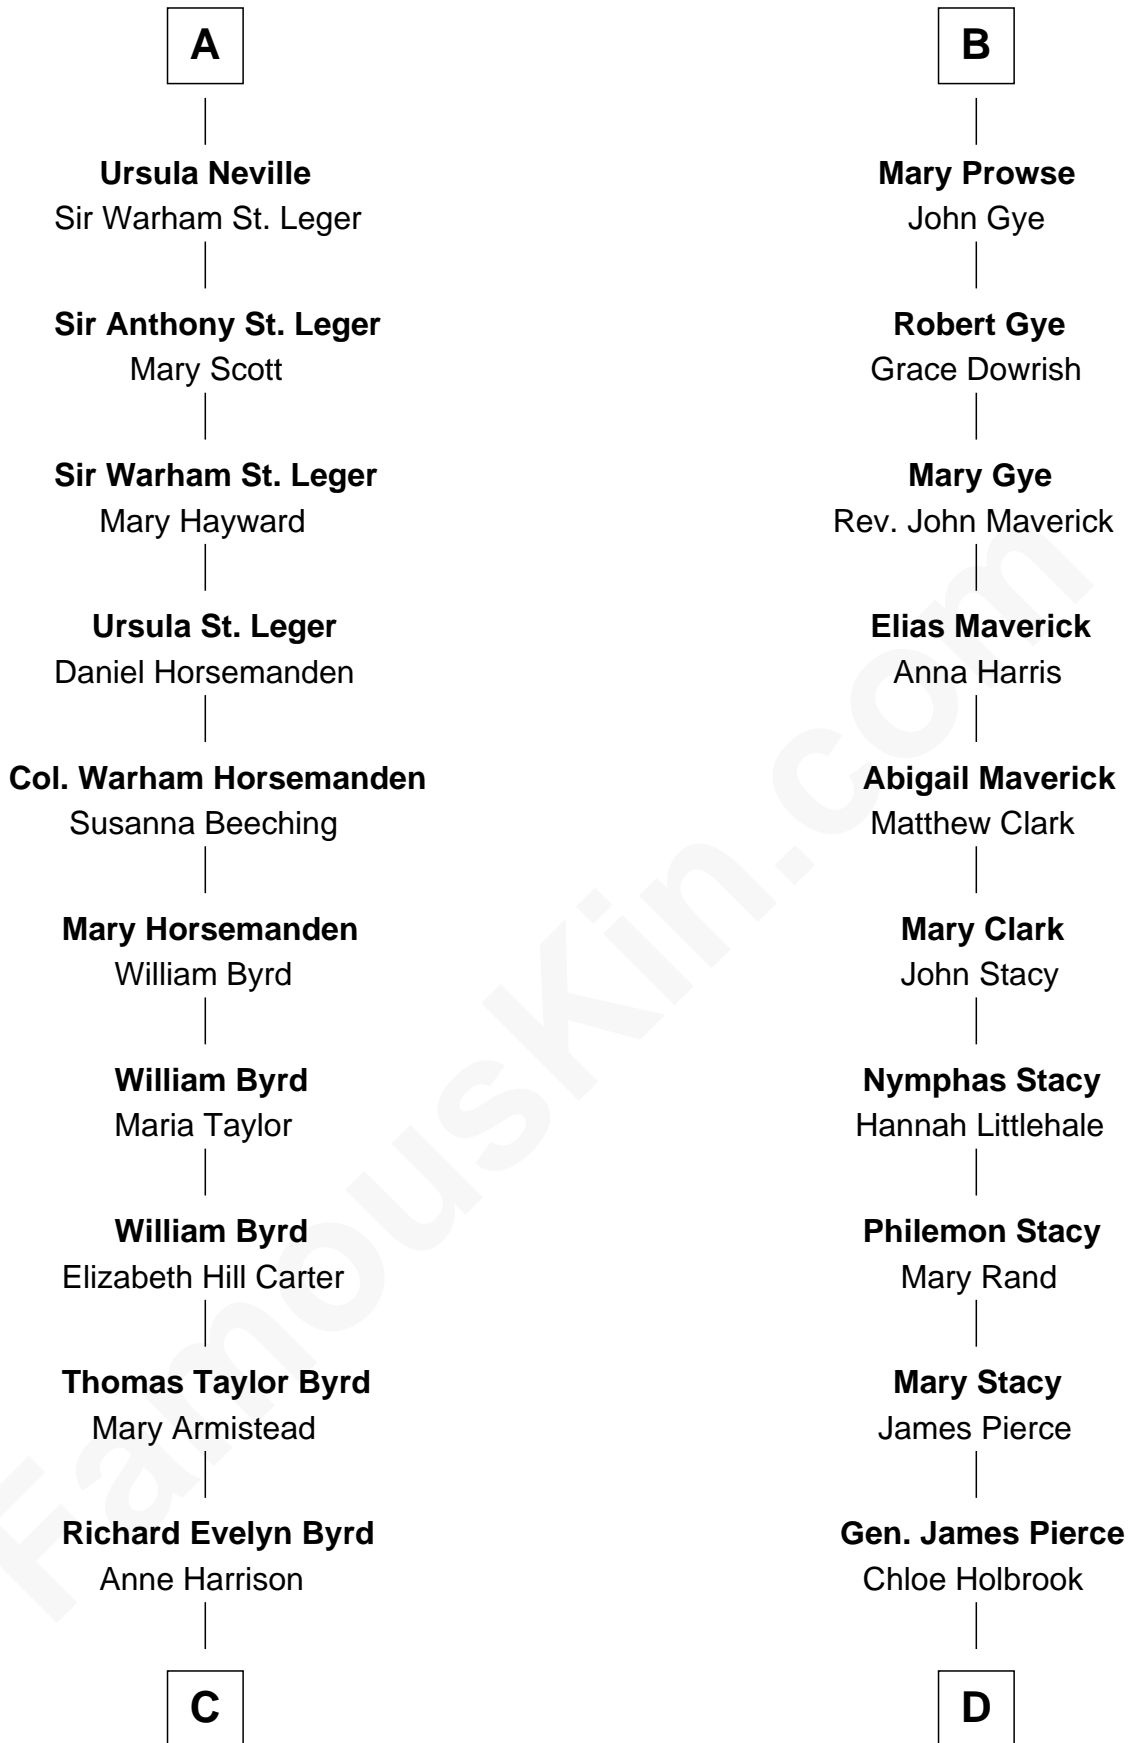 A
Ursula Neville
Sir Warham St. Leger
Sir Anthony St. Leger
Mary Scott
Sir Warham St. Leger
Mary Hayward
Ursula St. Leger
Daniel Horsemanden
Col. Warham Horsemanden
Susanna Beeching
Mary Horsemanden
William Byrd
William Byrd
Maria Taylor
William Byrd
Elizabeth Hill Carter
Thomas Taylor Byrd
Mary Armistead
Richard Evelyn Byrd
Anne Harrison
C
B
Mary Prowse
John Gye
Robert Gye
Grace Dowrish
Mary Gye
Rev. John Maverick
Elias Maverick
Anna Harris
Abigail Maverick
Matthew Clark
Mary Clark
John Stacy
Nymphas Stacy
Hannah Littlehale
Philemon Stacy
Mary Rand
Mary Stacy
James Pierce
Gen. James Pierce
Chloe Holbrook
D
FamousKin.com